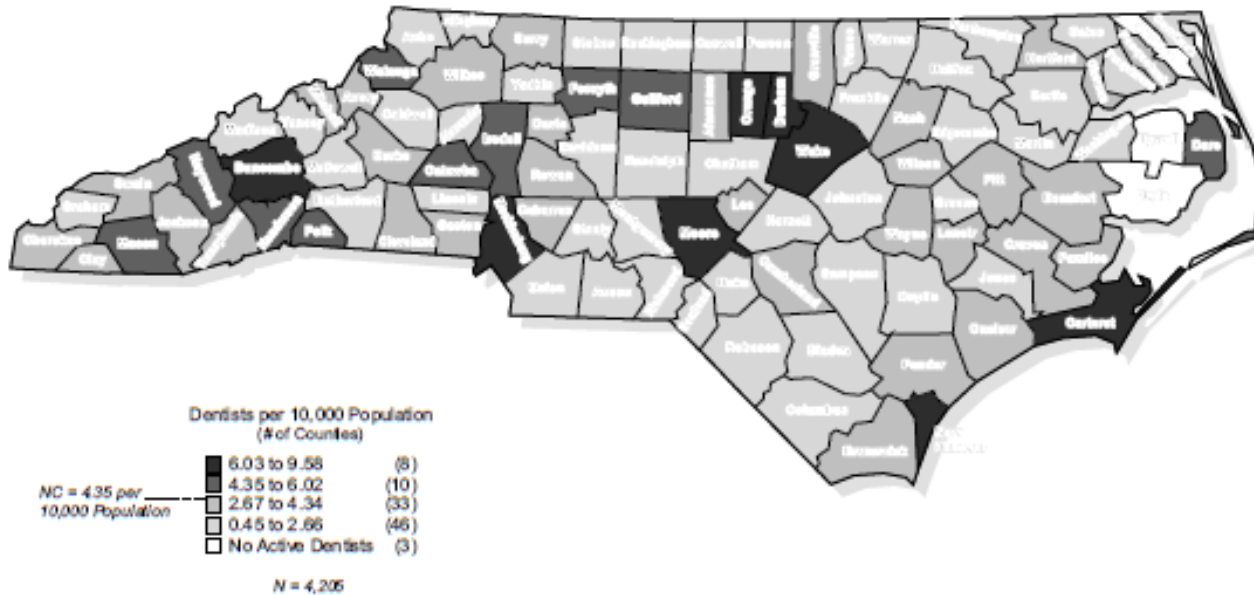 Ashe
Surry
Stokes
Rockingham
Caswell
Person
Granville
Vance
Warren
Northampton
Gates
Hertford
Halifax
Bertie
Watauga
Wilkes
Yadkin
Forsyth
Guilford
Alamance
Orange
Durham
Franklin
Nash
Edgecombe
Martin
Washington
Dare
Madison
Yancey
Avery
Caldwell
Iredell
Davie
Davidson
Randolph
Chatham
Wake
Wilson
Pitt
Beaufort
Haywood
Buncombe
McDowell
Burke
Catawba
Rowan
Swain
Graham
Jackson
Rutherford
Lincoln
Cabarrus
Stanly
Moore
Lee
Harnett
Johnston
Wayne
Greene
Lenoir
Craven
Pamlico
Cherokee
Clay
Macon
Polk
Cleveland
Gaston
Union
Anson
Hoke
Cumberland
Sampson
Duplin
Jones
Onslow
Carteret
Robeson
Bladen
Pender
Columbus
Brunswick
Dentists per 10,000 Population
(# of Counties)
6.03 to 9.58 (8)
4.35 to 6.02 (10)
NC = 4.35 per
10,000 Population
2.67 to 4.34 (33)
0.45 to 2.66 (46)
No Active Dentists (3)
N = 4,205